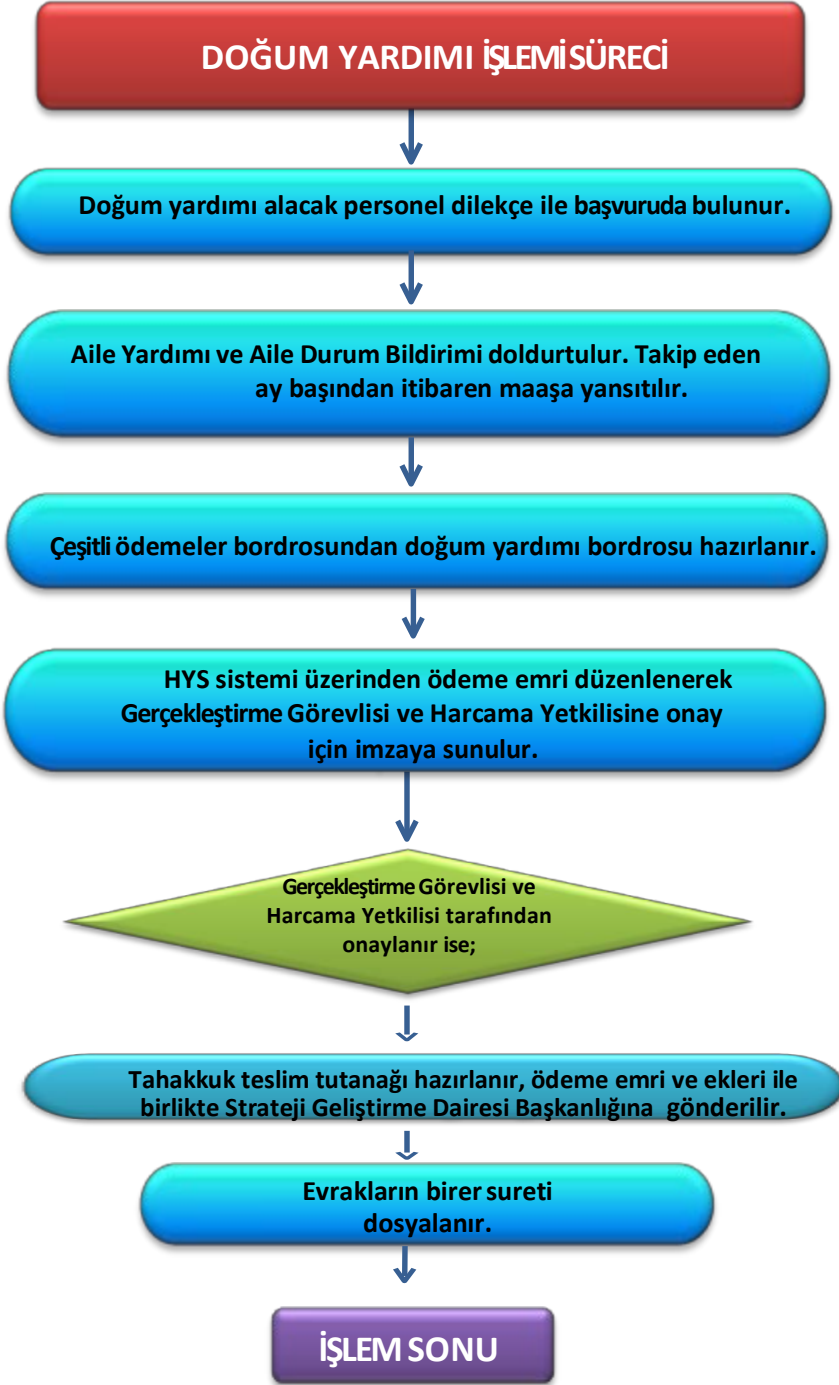 DOĞUM YARDIMI İŞLEMİ SÜRECİ
Doğum yardımı alacak personel dilekçe ile başvuruda bulunur.
Aile Yardımı ve Aile Durum Bildirimi doldurtulur. Takip eden
ay başından itibaren maaşa yansıtılır.
Çeşitli ödemeler bordrosundan doğum yardımı bordrosu hazırlanır.
HYS sistemi üzerinden ödeme emri düzenlenerek
Gerçekleştirme Görevlisi ve Harcama Yetkilisine onay
için imzaya sunulur.
Gerçekleştirme Görevlisi ve
Harcama Yetkilisi tarafından
onaylanır ise;
Tahakkuk teslim tutanağı hazırlanır, ödeme emri ve ekleri ile
birlikte Strateji Geliştirme Dairesi Başkanlığına gönderilir.
Evrakların birer sureti
dosyalanır.
İŞLEM SONU